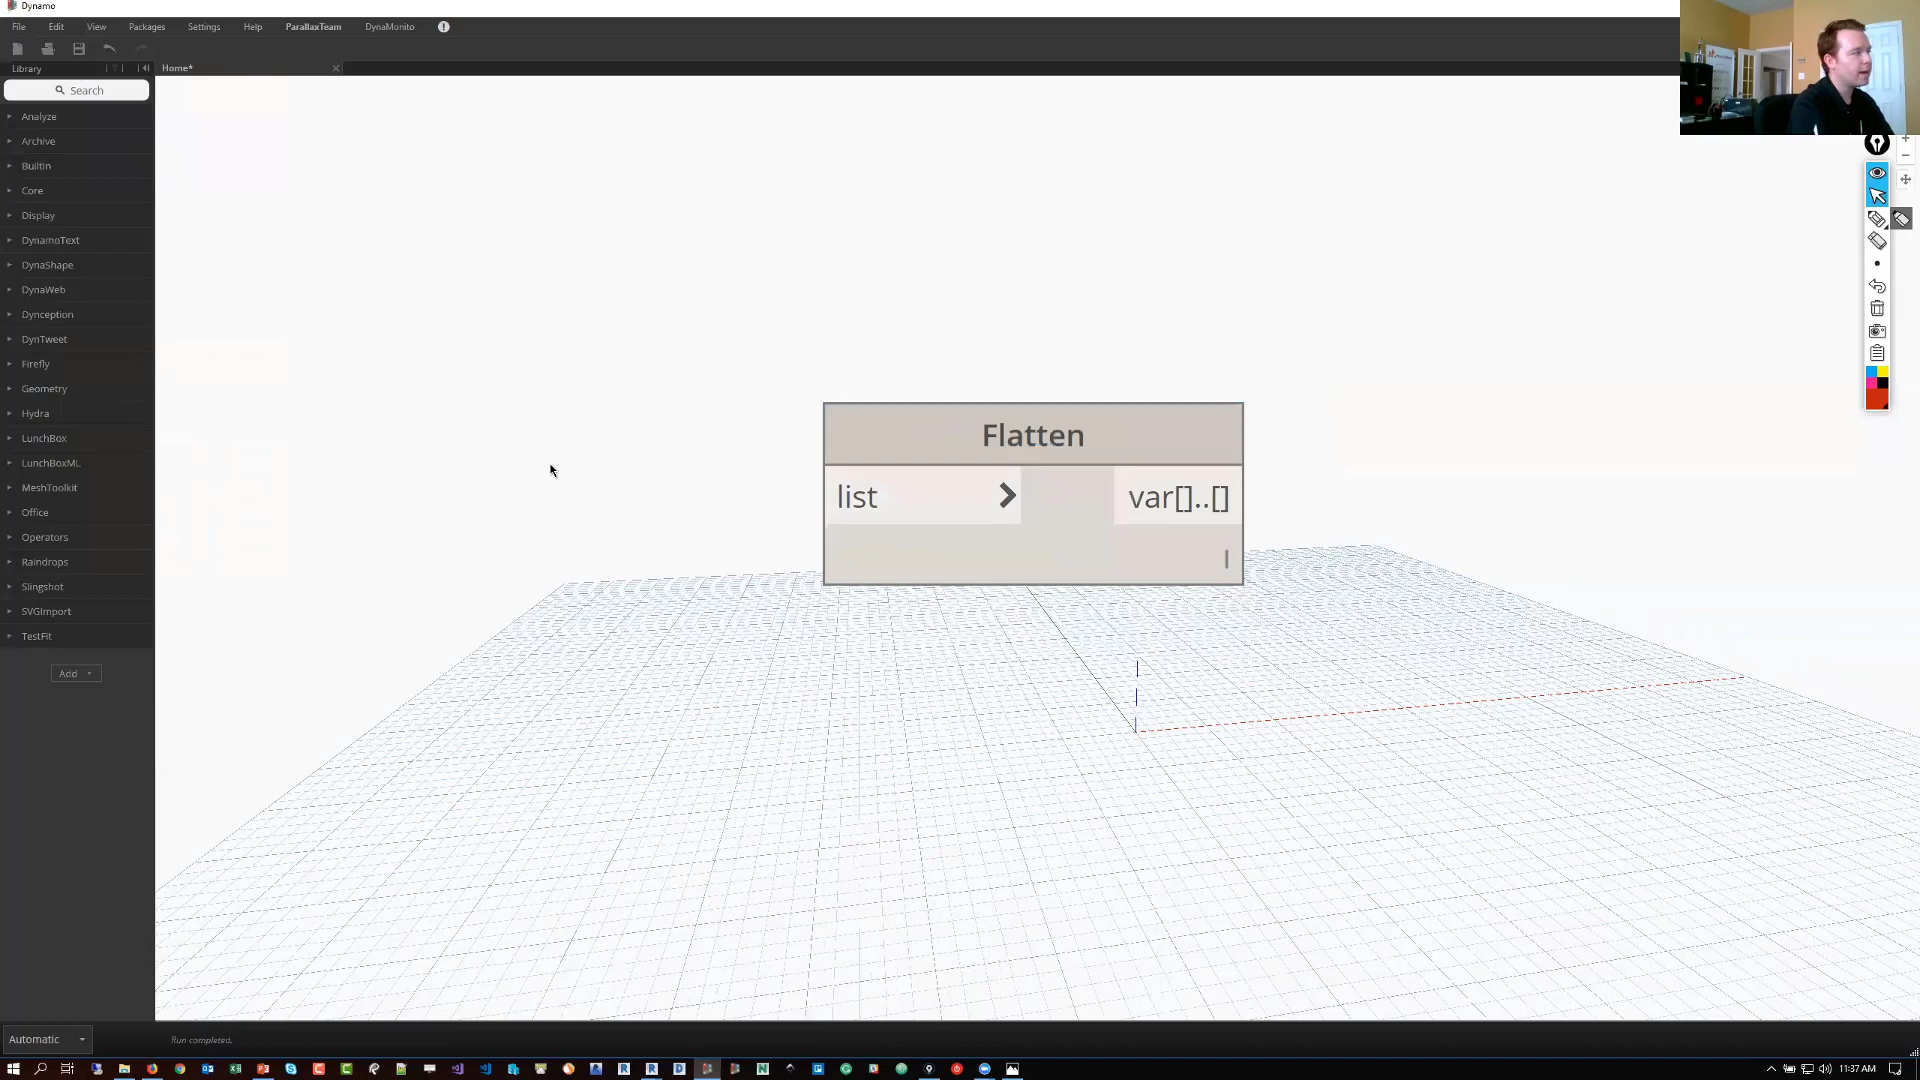 Dynamo
File Edit View Packages Settings Help ParallaxTeam DynaMonito
Library
Home*
Search
Analyze
Archive
BuiltIn
Core
Display
DynamoText
DynaShape
DynaWeb
Dynception
DynTweet
Firefly
Geometry
Hydra
LunchBox
LunchBoxML
MeshToolkit
Office
Operators
Raindrops
Slingshot
SVGImport
TestFit
Add
Flatten
list > var[]..[]
|
Automatic
Run completed.
11:37 AM